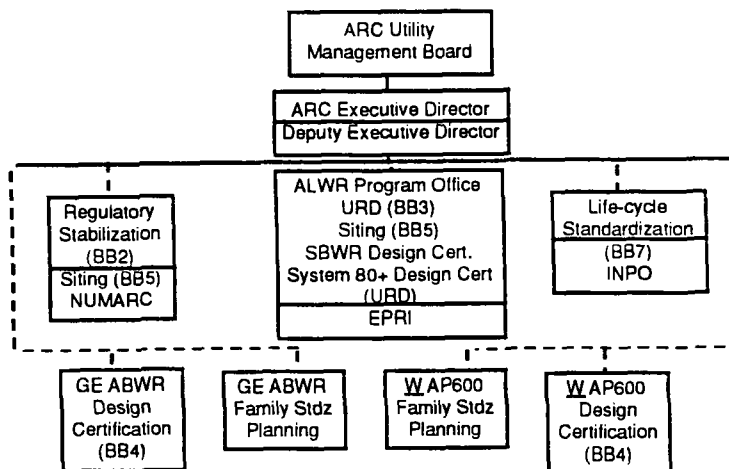 ARC Utility
Management Board
ARC Executive Director
Deputy Executive Director
Regulatory
Stabilization
(BB2)
Siting (BB5)
NUMARC
ALWR Program Office
URD (BB3)
Siting (BB5)
SBWR Design Cert.
System 80+ Design Cert
(URD)
EPRI
Life-cycle
Standardization
(BB7)
INPO
GE ABWR
Design
Certification
(BB4)
GE ABWR
Family Stdz
Planning
W AP600
Family Stdz
Planning
W AP600
Design
Certification
(BB4)